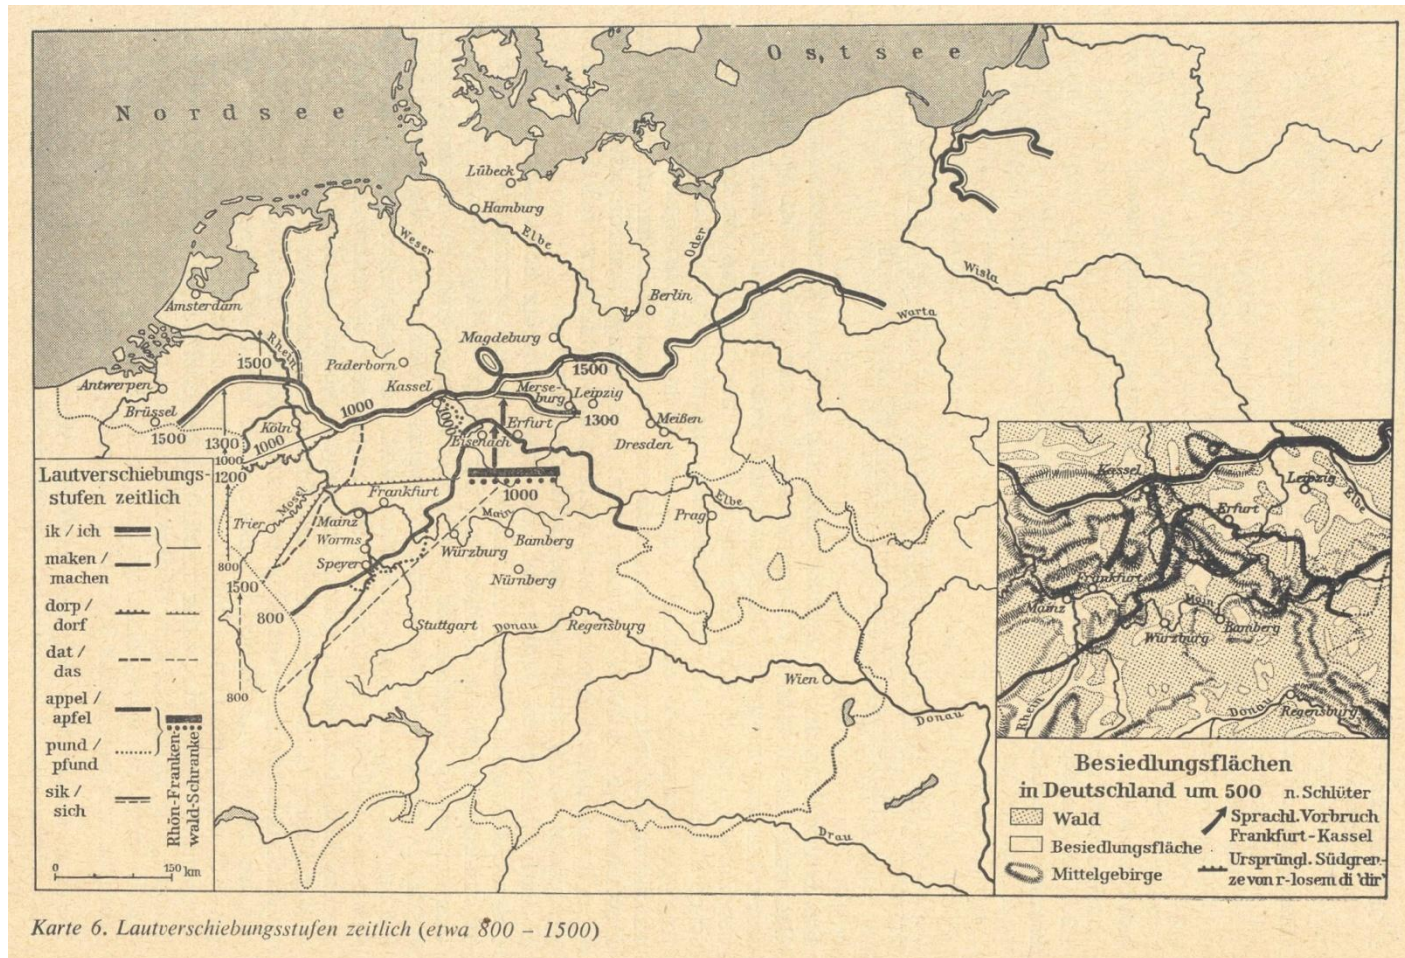 Nordsee
Ostsee
Lübeck
Hamburg
Elbe
Weser
Oder
Wisła
Warta
Amsterdam
Rhein
Berlin
Magdeburg
Paderborn
1500
1500
Antwerpen
Kassel
Merse-
burg
Leipzig
Brüssel
1000
1300
1500
Köln
1000
1000
Erfurt
Eisenach
Meißen
Dresden
1300
1000
1200
1000
Frankfurt
Mosel
Trier
Mainz
Worms
Speyer
Main
Würzburg
Bamberg
Nürnberg
Elbe
Prag
800
1500
800
800
Stuttgart
Donau
Regensburg
Wien
Donau
Drau
Lautverschiebungs-
stufen zeitlich
ik / ich
maken /
machen
dorp /
dorf
dat /
das
appel /
apfel
pund /
pfund
sik /
sich
Rhön-Franken-
wald-Schranke
0
150 km
Kassel
Leipzig
Elbe
Erfurt
Frankfurt
Mainz
Main
Würzburg
Bamberg
Rhein
Donau
Regensburg
Besiedlungsflächen
in Deutschland um 500 n. Schlüter
Wald
Besiedlungsfläche
Mittelgebirge
Sprachl. Vorbruch
Frankfurt-Kassel
Ursprüngl. Südgren-
ze von r-losem di 'dir'
Karte 6. Lautverschiebungsstufen zeitlich (etwa 800 – 1500)